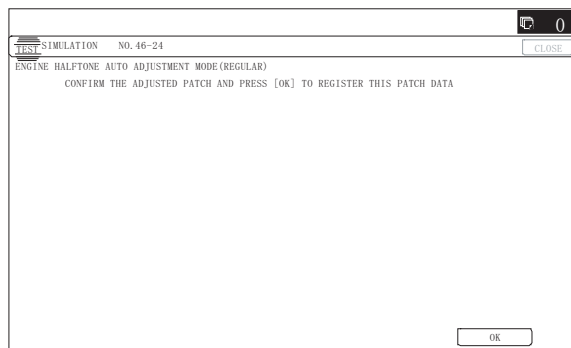 0
TEST SIMULATION NO.46-24
CLOSE
ENGINE HALFTONE AUTO ADJUSTMENT MODE(REGULAR)
CONFIRM THE ADJUSTED PATCH AND PRESS [OK] TO REGISTER THIS PATCH DATA
OK